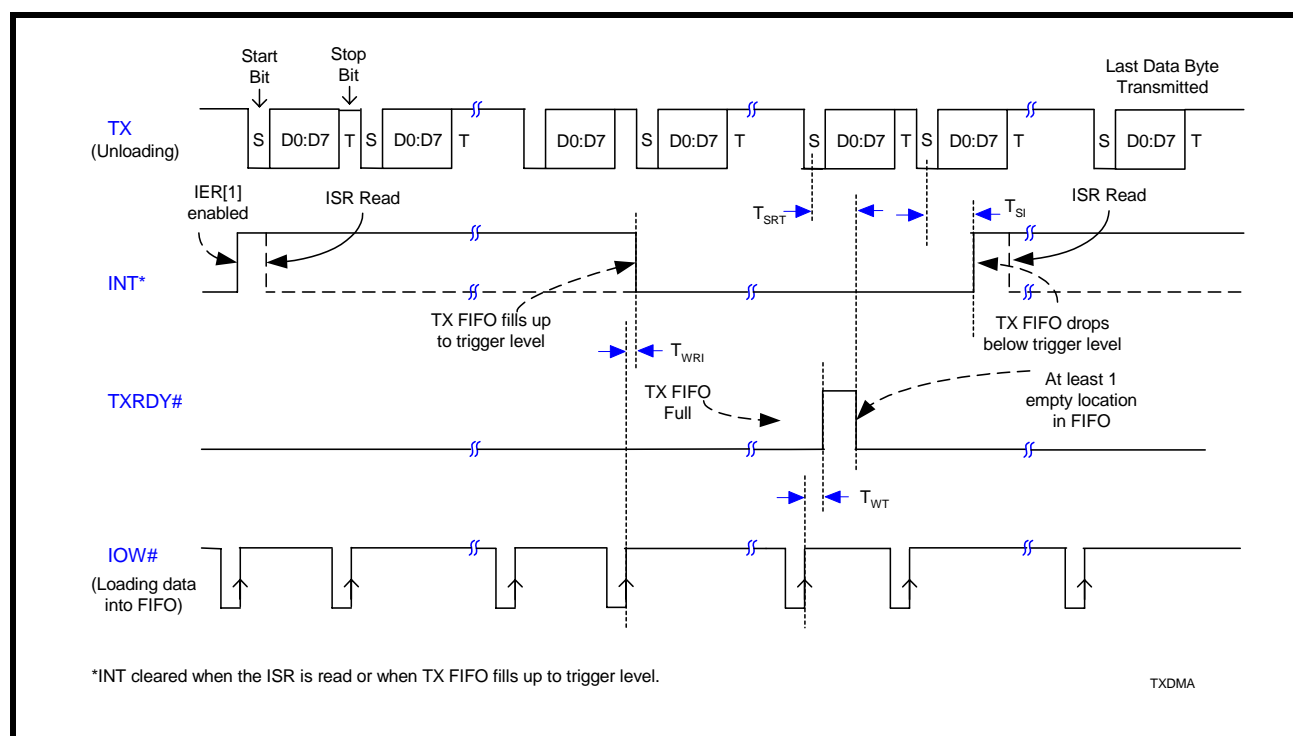 Start
Bit
Stop
Bit
Last Data Byte
Transmitted
TX
(Unloading)
S D0:D7 T S D0:D7 T D0:D7 S D0:D7 T S D0:D7 T S D0:D7 T S D0:D7 T
IER[1]
enabled
ISR Read
TSRT
TSI
ISR Read
INT*
TX FIFO fills up
to trigger level
TWRI
TX FIFO drops
below trigger level
TXRDY#
TX FIFO
Full
At least 1
empty location
in FIFO
TWT
IOW#
(Loading data
into FIFO)
*INT cleared when the ISR is read or when TX FIFO fills up to trigger level.
TXDMA